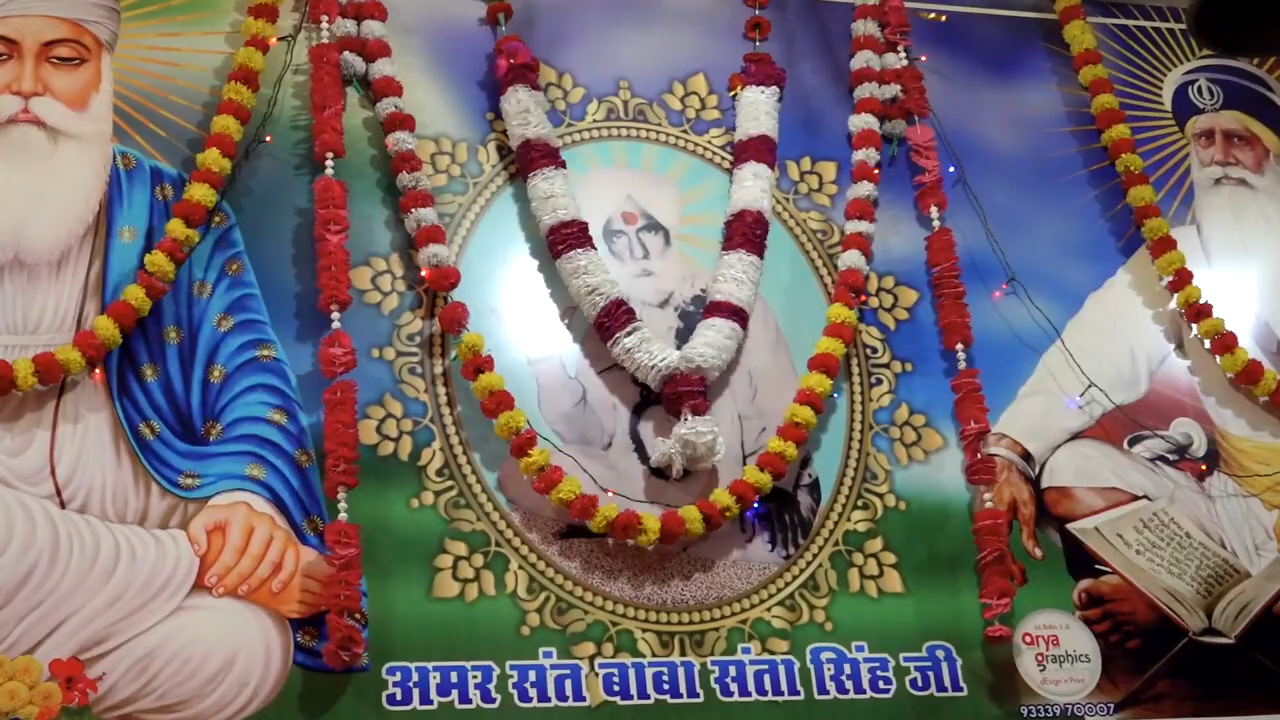 अमर संत बाबा संता सिंह जी
arya
graphics
design n' Print
93339 70007